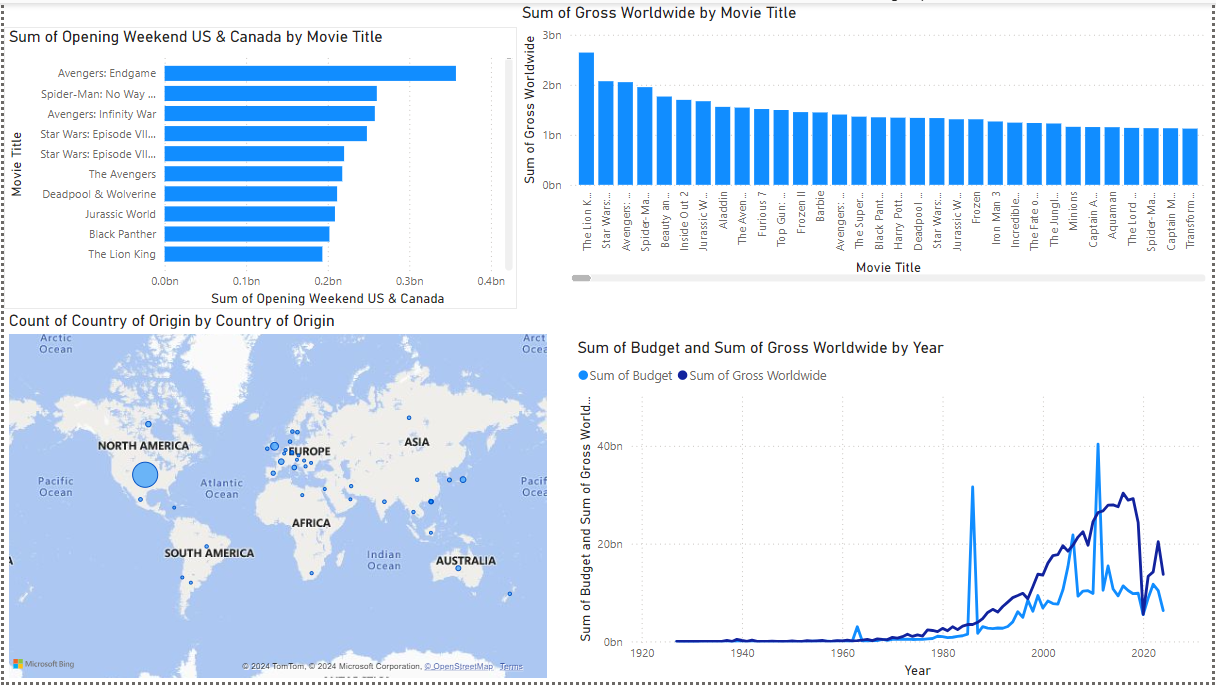 Sum of Opening Weekend US & Canada by Movie Title
Movie Title
Avengers: Endgame
Spider-Man: No Way ...
Avengers: Infinity War
Star Wars: Episode VII...
Star Wars: Episode VII...
The Avengers
Deadpool & Wolverine
Jurassic World
Black Panther
The Lion King
0.0bn 0.1bn 0.2bn 0.3bn 0.4bn
Sum of Opening Weekend US & Canada
Sum of Gross Worldwide by Movie Title
Sum of Gross Worldwide
3bn
2bn
1bn
0bn
The Lion K...
Star Wars:...
Avengers: ...
Spider-Ma...
Beauty an...
Inside Out 2
Jurassic W...
Aladdin
The Aven...
Furious 7
Top Gun: ...
Frozen II
Barbie
Avengers:...
The Super...
Black Pant...
Harry Pott...
Deadpool ...
Star Wars:...
Jurassic W...
Frozen
Iron Man 3
Incredible...
The Fate o...
The Jungl...
Minions
Captain A...
Aquaman
The Lord ...
Spider-Ma...
Captain M...
Transform...
Movie Title
Count of Country of Origin by Country of Origin
Arctic
Ocean
NORTH AMERICA
EUROPE
ASIA
Pacific
Ocean
Atlantic
Ocean
AFRICA
SOUTH AMERICA
Indian
Ocean
AUSTRALIA
Microsoft Bing
© 2024 TomTom, © 2024 Microsoft Corporation, © OpenStreetMap Terms
Sum of Budget and Sum of Gross Worldwide by Year
Sum of Budget Sum of Gross Worldwide
Sum of Budget and Sum of Gross World...
40bn
20bn
0bn
1920 1940 1960 1980 2000 2020
Year